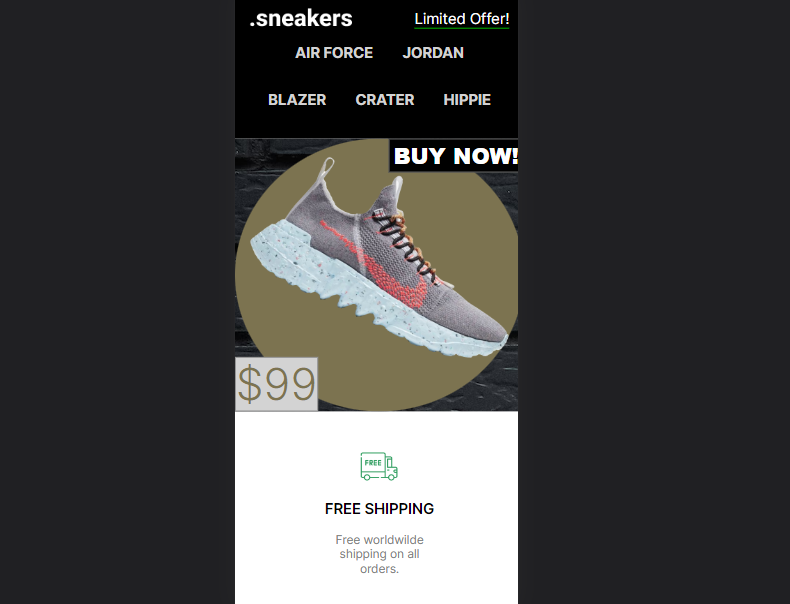 .sneakers
Limited Offer!
AIR FORCE JORDAN
BLAZER CRATER HIPPIE
BUY NOW!
$99
FREE
FREE SHIPPING
Free worldwilde
shipping on all
orders.